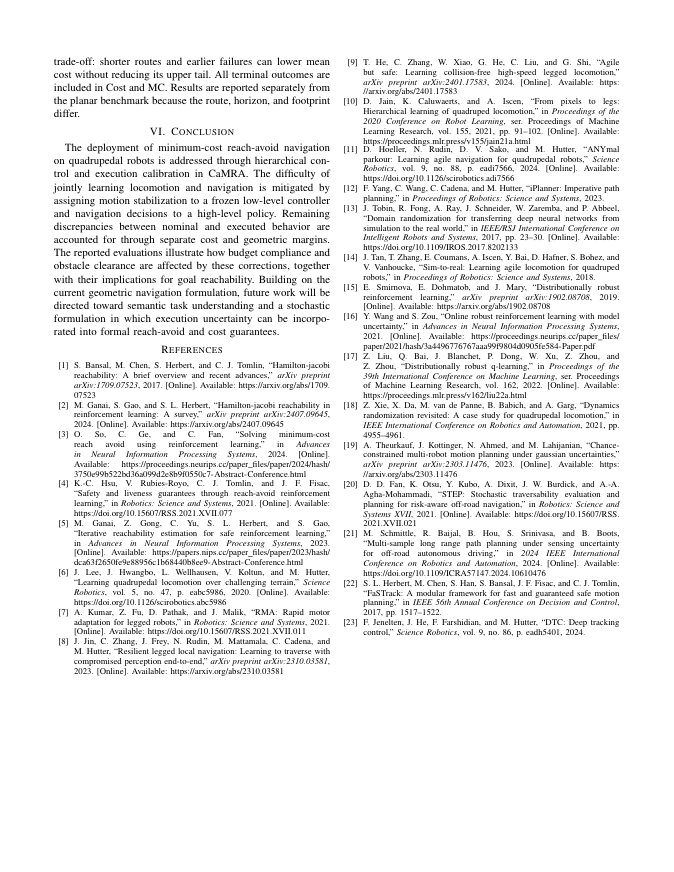 trade-off: shorter routes and earlier failures can lower mean
cost without reducing its upper tail. All terminal outcomes are
included in Cost and MC. Results are reported separately from
the planar benchmark because the route, horizon, and footprint
differ.
VI. CONCLUSION
The deployment of minimum-cost reach-avoid navigation
on quadrupedal robots is addressed through hierarchical con-
trol and execution calibration in CaMRA. The difficulty of
jointly learning locomotion and navigation is mitigated by
assigning motion stabilization to a frozen low-level controller
and navigation decisions to a high-level policy. Remaining
discrepancies between nominal and executed behavior are
accounted for through separate cost and geometric margins.
The reported evaluations illustrate how budget compliance and
obstacle clearance are affected by these corrections, together
with their implications for goal reachability. Building on the
current geometric navigation formulation, future work will be
directed toward semantic task understanding and a stochastic
formulation in which execution uncertainty can be incorpo-
rated into formal reach-avoid and cost guarantees.
REFERENCES
[1] S. Bansal, M. Chen, S. Herbert, and C. J. Tomlin, “Hamilton-jacobi
reachability: A brief overview and recent advances,” arXiv preprint
arXiv:1709.07523, 2017. [Online]. Available: https://arxiv.org/abs/1709.
07523
[2] M. Ganai, S. Gao, and S. L. Herbert, “Hamilton-jacobi reachability in
reinforcement learning: A survey,” arXiv preprint arXiv:2407.09645,
2024. [Online]. Available: https://arxiv.org/abs/2407.09645
[3] O. So, C. Ge, and C. Fan, “Solving minimum-cost
reach avoid using reinforcement learning,” in Advances
in Neural Information Processing Systems, 2024. [Online].
Available: https://proceedings.neurips.cc/paper_files/paper/2024/hash/
3750e99b522bd36a099d2e8b9f0550c7-Abstract-Conference.html
[4] K.-C. Hsu, V. Rubies-Royo, C. J. Tomlin, and J. F. Fisac,
“Safety and liveness guarantees through reach-avoid reinforcement
learning,” in Robotics: Science and Systems, 2021. [Online]. Available:
https://doi.org/10.15607/RSS.2021.XVII.077
[5] M. Ganai, Z. Gong, C. Yu, S. L. Herbert, and S. Gao,
“Iterative reachability estimation for safe reinforcement learning,”
in Advances in Neural Information Processing Systems, 2023.
[Online]. Available: https://papers.nips.cc/paper_files/paper/2023/hash/
dca63f2650fe9e88956c1b68440b8ee9-Abstract-Conference.html
[6] J. Lee, J. Hwangbo, L. Wellhausen, V. Koltun, and M. Hutter,
“Learning quadrupedal locomotion over challenging terrain,” Science
Robotics, vol. 5, no. 47, p. eabc5986, 2020. [Online]. Available:
https://doi.org/10.1126/scirobotics.abc5986
[7] A. Kumar, Z. Fu, D. Pathak, and J. Malik, “RMA: Rapid motor
adaptation for legged robots,” in Robotics: Science and Systems, 2021.
[Online]. Available: https://doi.org/10.15607/RSS.2021.XVII.011
[8] J. Jin, C. Zhang, J. Frey, N. Rudin, M. Mattamala, C. Cadena, and
M. Hutter, “Resilient legged local navigation: Learning to traverse with
compromised perception end-to-end,” arXiv preprint arXiv:2310.03581,
2023. [Online]. Available: https://arxiv.org/abs/2310.03581
[9] T. He, C. Zhang, W. Xiao, G. He, C. Liu, and G. Shi, “Agile
but safe: Learning collision-free high-speed legged locomotion,”
arXiv preprint arXiv:2401.17583, 2024. [Online]. Available: https:
//arxiv.org/abs/2401.17583
[10] D. Jain, K. Caluwaerts, and A. Iscen, “From pixels to legs:
Hierarchical learning of quadruped locomotion,” in Proceedings of the
2020 Conference on Robot Learning, ser. Proceedings of Machine
Learning Research, vol. 155, 2021, pp. 91–102. [Online]. Available:
https://proceedings.mlr.press/v155/jain21a.html
[11] D. Hoeller, N. Rudin, D. V. Sako, and M. Hutter, “ANYmal
parkour: Learning agile navigation for quadrupedal robots,” Science
Robotics, vol. 9, no. 88, p. eadi7566, 2024. [Online]. Available:
https://doi.org/10.1126/scirobotics.adi7566
[12] F. Yang, C. Wang, C. Cadena, and M. Hutter, “iPlanner: Imperative path
planning,” in Proceedings of Robotics: Science and Systems, 2023.
[13] J. Tobin, R. Fong, A. Ray, J. Schneider, W. Zaremba, and P. Abbeel,
“Domain randomization for transferring deep neural networks from
simulation to the real world,” in IEEE/RSJ International Conference on
Intelligent Robots and Systems, 2017, pp. 23–30. [Online]. Available:
https://doi.org/10.1109/IROS.2017.8202133
[14] J. Tan, T. Zhang, E. Coumans, A. Iscen, Y. Bai, D. Hafner, S. Bohez, and
V. Vanhoucke, “Sim-to-real: Learning agile locomotion for quadruped
robots,” in Proceedings of Robotics: Science and Systems, 2018.
[15] E. Smirnova, E. Dohmatob, and J. Mary, “Distributionally robust
reinforcement learning,” arXiv preprint arXiv:1902.08708, 2019.
[Online]. Available: https://arxiv.org/abs/1902.08708
[16] Y. Wang and S. Zou, “Online robust reinforcement learning with model
uncertainty,” in Advances in Neural Information Processing Systems,
2021. [Online]. Available: https://proceedings.neurips.cc/paper_files/
paper/2021/hash/3a4496776767aaa99f9804d0905fe584-Paper.pdf
[17] Z. Liu, Q. Bai, J. Blanchet, P. Dong, W. Xu, Z. Zhou, and
Z. Zhou, “Distributionally robust q-learning,” in Proceedings of the
39th International Conference on Machine Learning, ser. Proceedings
of Machine Learning Research, vol. 162, 2022. [Online]. Available:
https://proceedings.mlr.press/v162/liu22a.html
[18] Z. Xie, X. Da, M. van de Panne, B. Babich, and A. Garg, “Dynamics
randomization revisited: A case study for quadrupedal locomotion,” in
IEEE International Conference on Robotics and Automation, 2021, pp.
4955–4961.
[19] A. Theurkauf, J. Kottinger, N. Ahmed, and M. Lahijanian, “Chance-
constrained multi-robot motion planning under gaussian uncertainties,”
arXiv preprint arXiv:2303.11476, 2023. [Online]. Available: https:
//arxiv.org/abs/2303.11476
[20] D. D. Fan, K. Otsu, Y. Kubo, A. Dixit, J. W. Burdick, and A.-A.
Agha-Mohammadi, “STEP: Stochastic traversability evaluation and
planning for risk-aware off-road navigation,” in Robotics: Science and
Systems XVII, 2021. [Online]. Available: https://doi.org/10.15607/RSS.
2021.XVII.021
[21] M. Schmittle, R. Baijal, B. Hou, S. Srinivasa, and B. Boots,
“Multi-sample long range path planning under sensing uncertainty
for off-road autonomous driving,” in 2024 IEEE International
Conference on Robotics and Automation, 2024. [Online]. Available:
https://doi.org/10.1109/ICRA57147.2024.10610476
[22] S. L. Herbert, M. Chen, S. Han, S. Bansal, J. F. Fisac, and C. J. Tomlin,
“FaSTrack: A modular framework for fast and guaranteed safe motion
planning,” in IEEE 56th Annual Conference on Decision and Control,
2017, pp. 1517–1522.
[23] F. Jenelten, J. He, F. Farshidian, and M. Hutter, “DTC: Deep tracking
control,” Science Robotics, vol. 9, no. 86, p. eadh5401, 2024.